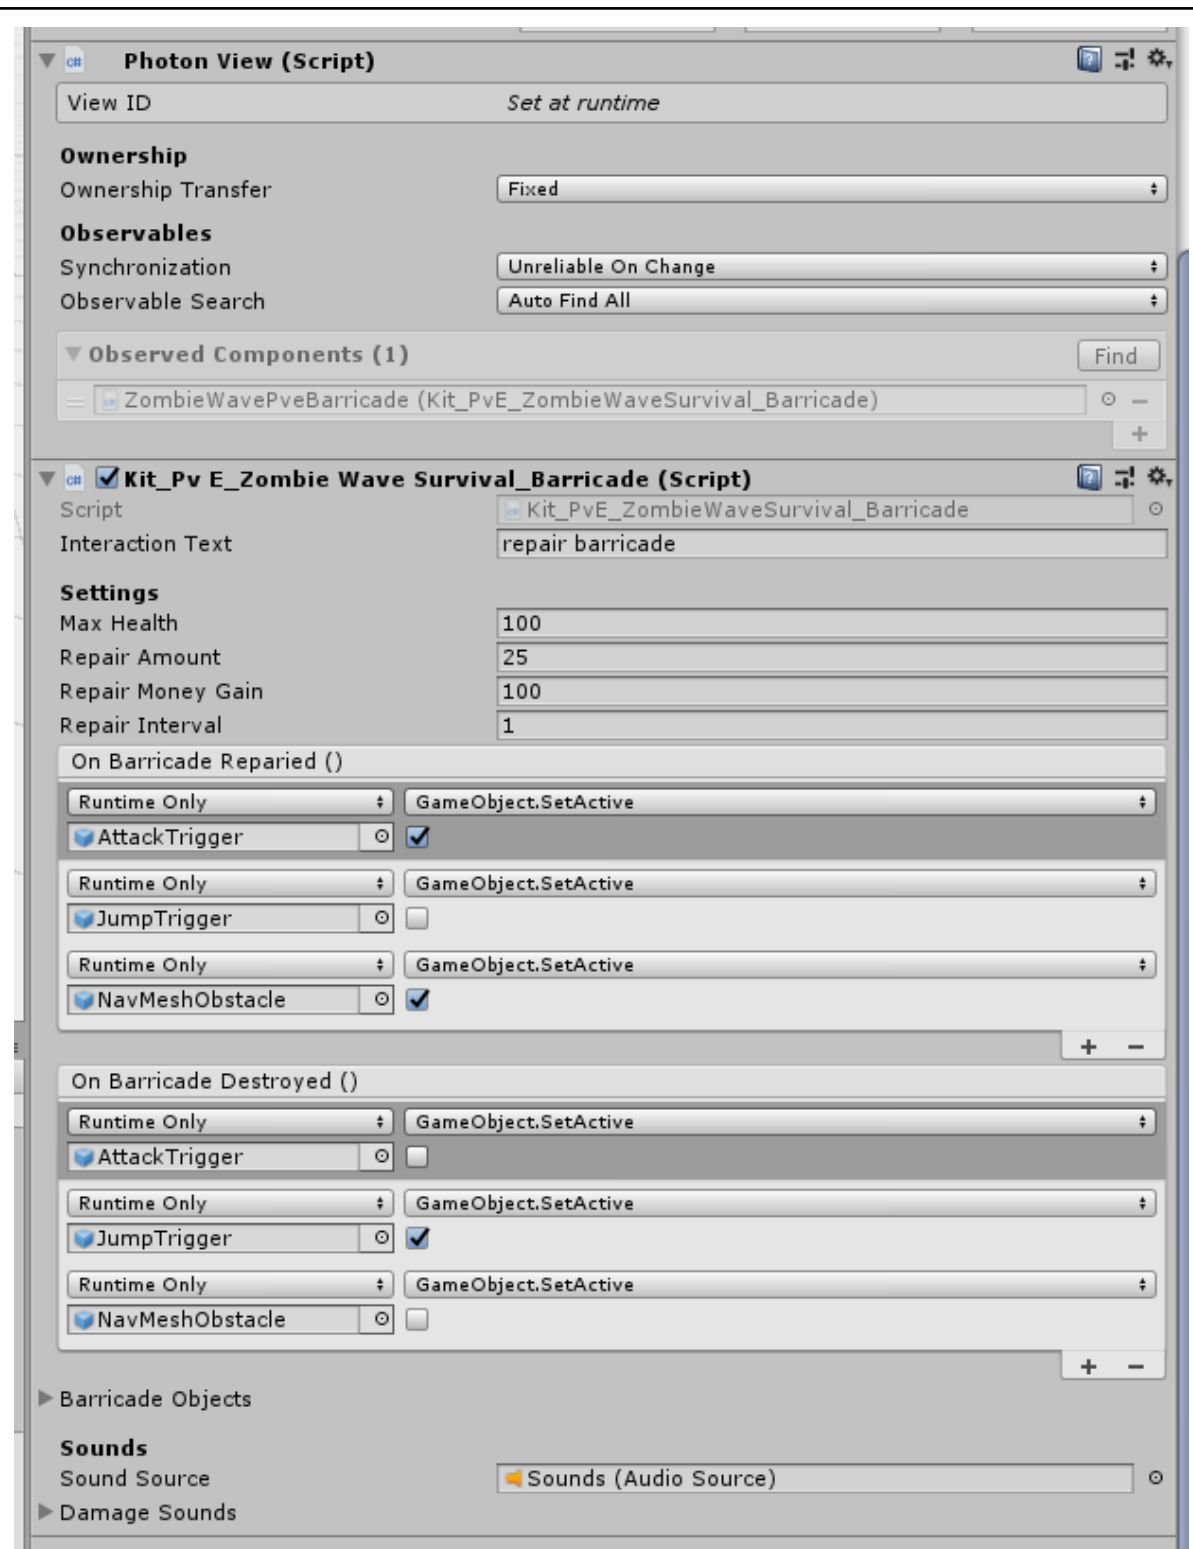 Photon View (Script)
View ID Set at runtime
Ownership
Ownership Transfer Fixed
Observables
Synchronization Unreliable On Change
Observable Search Auto Find All
Observed Components (1) Find
ZombieWavePveBarricade (Kit_PvE_ZombieWaveSurvival_Barricade)
Kit_Pv E_Zombie Wave Survival_Barricade (Script)
Script Kit_PvE_ZombieWaveSurvival_Barricade
Interaction Text repair barricade
Settings
Max Health 100
Repair Amount 25
Repair Money Gain 100
Repair Interval 1
On Barricade Reparied ()
Runtime Only GameObject.SetActive
AttackTrigger
Runtime Only GameObject.SetActive
JumpTrigger
Runtime Only GameObject.SetActive
NavMeshObstacle
On Barricade Destroyed ()
Runtime Only GameObject.SetActive
AttackTrigger
Runtime Only GameObject.SetActive
JumpTrigger
Runtime Only GameObject.SetActive
NavMeshObstacle
Barricade Objects
Sounds
Sound Source Sounds (Audio Source)
Damage Sounds